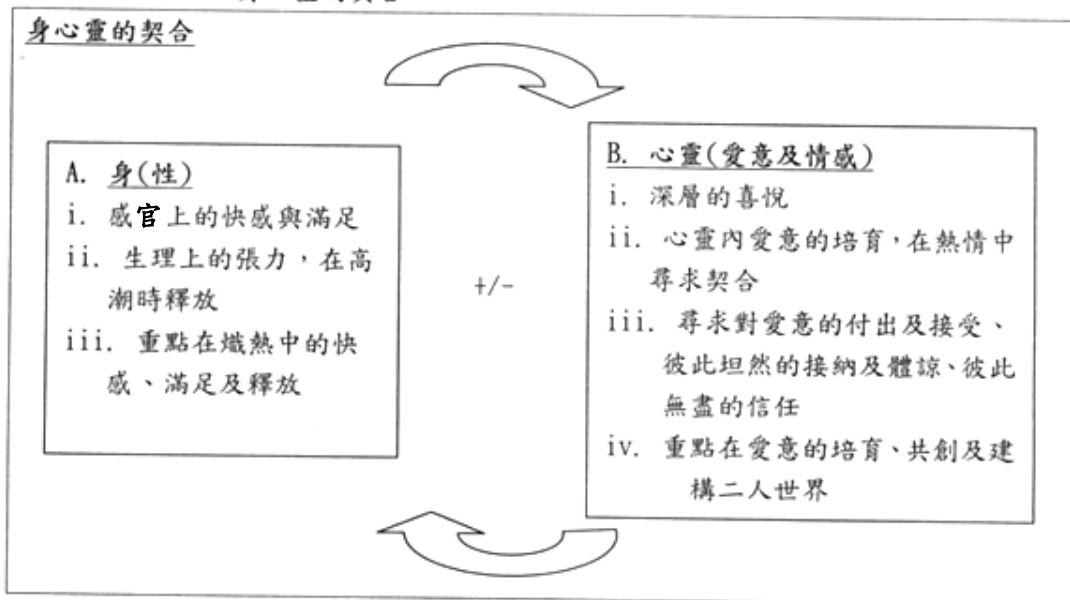 身心靈的契合
A. 身(性)
i. 感官上的快感與滿足
ii. 生理上的張力，在高
潮時釋放
iii. 重點在熾熱中的快
感、滿足及釋放
+/-
B. 心靈(愛意及情感)
i. 深層的喜悅
ii. 心靈內愛意的培育，在熱情中
尋求契合
iii. 尋求對愛意的付出及接受、
彼此坦然的接納及體諒、彼此
無盡的信任
iv. 重點在愛意的培育、共創及建
構二人世界